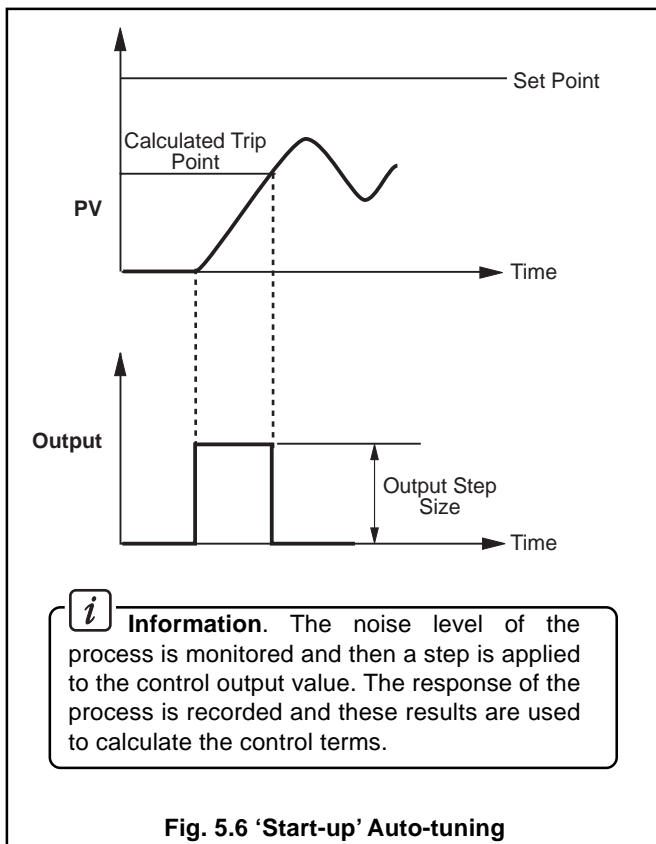 Set Point
Calculated Trip
Point
PV
Time
Output
Output Step
Size
Time
i Information. The noise level of the
process is monitored and then a step is applied
to the control output value. The response of the
process is recorded and these results are used
to calculate the control terms.
Fig. 5.6 ‘Start-up’ Auto-tuning